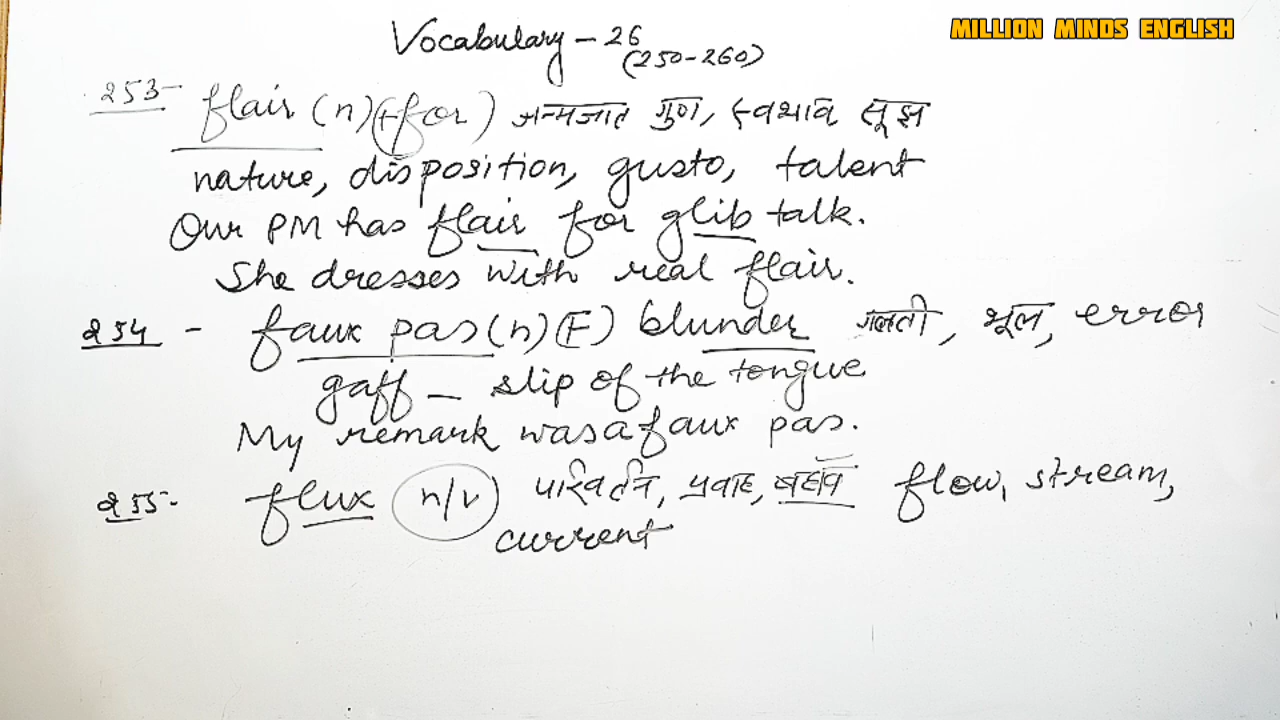 MILLION MINDS ENGLISH
Vocabulary - 26
(250-260)
253- flair (n)(+for) जन्मजात गुण, स्वभाव सूझ
nature, disposition, gusto, talent
Our PM has flair for glib talk.
She dresses with real flair.
254 - faux pas (n)(F) blunder गलती, भूल, error
gaff - slip of the tongue
My remark was a faux pas.
255- flux n/v परिवर्तन, प्रवाह, बहाव flow, stream,
current